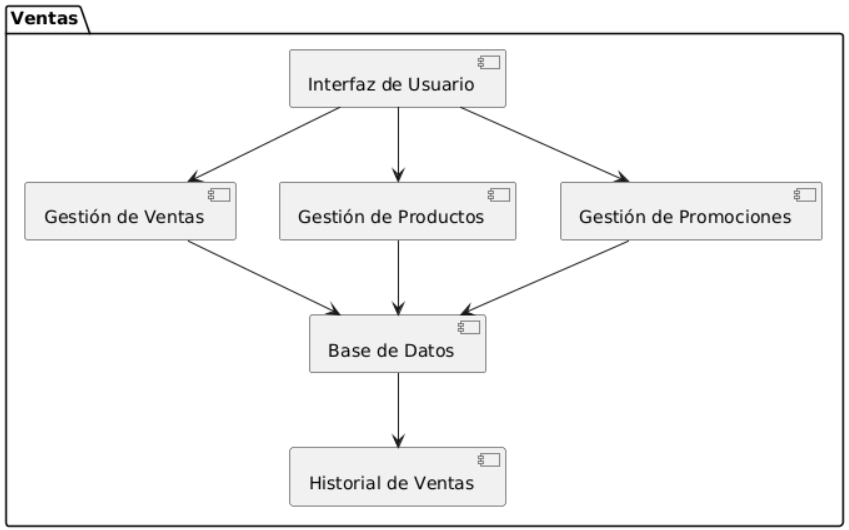 Ventas
Interfaz de Usuario
Gestión de Ventas
Gestión de Productos
Gestión de Promociones
Base de Datos
Historial de Ventas